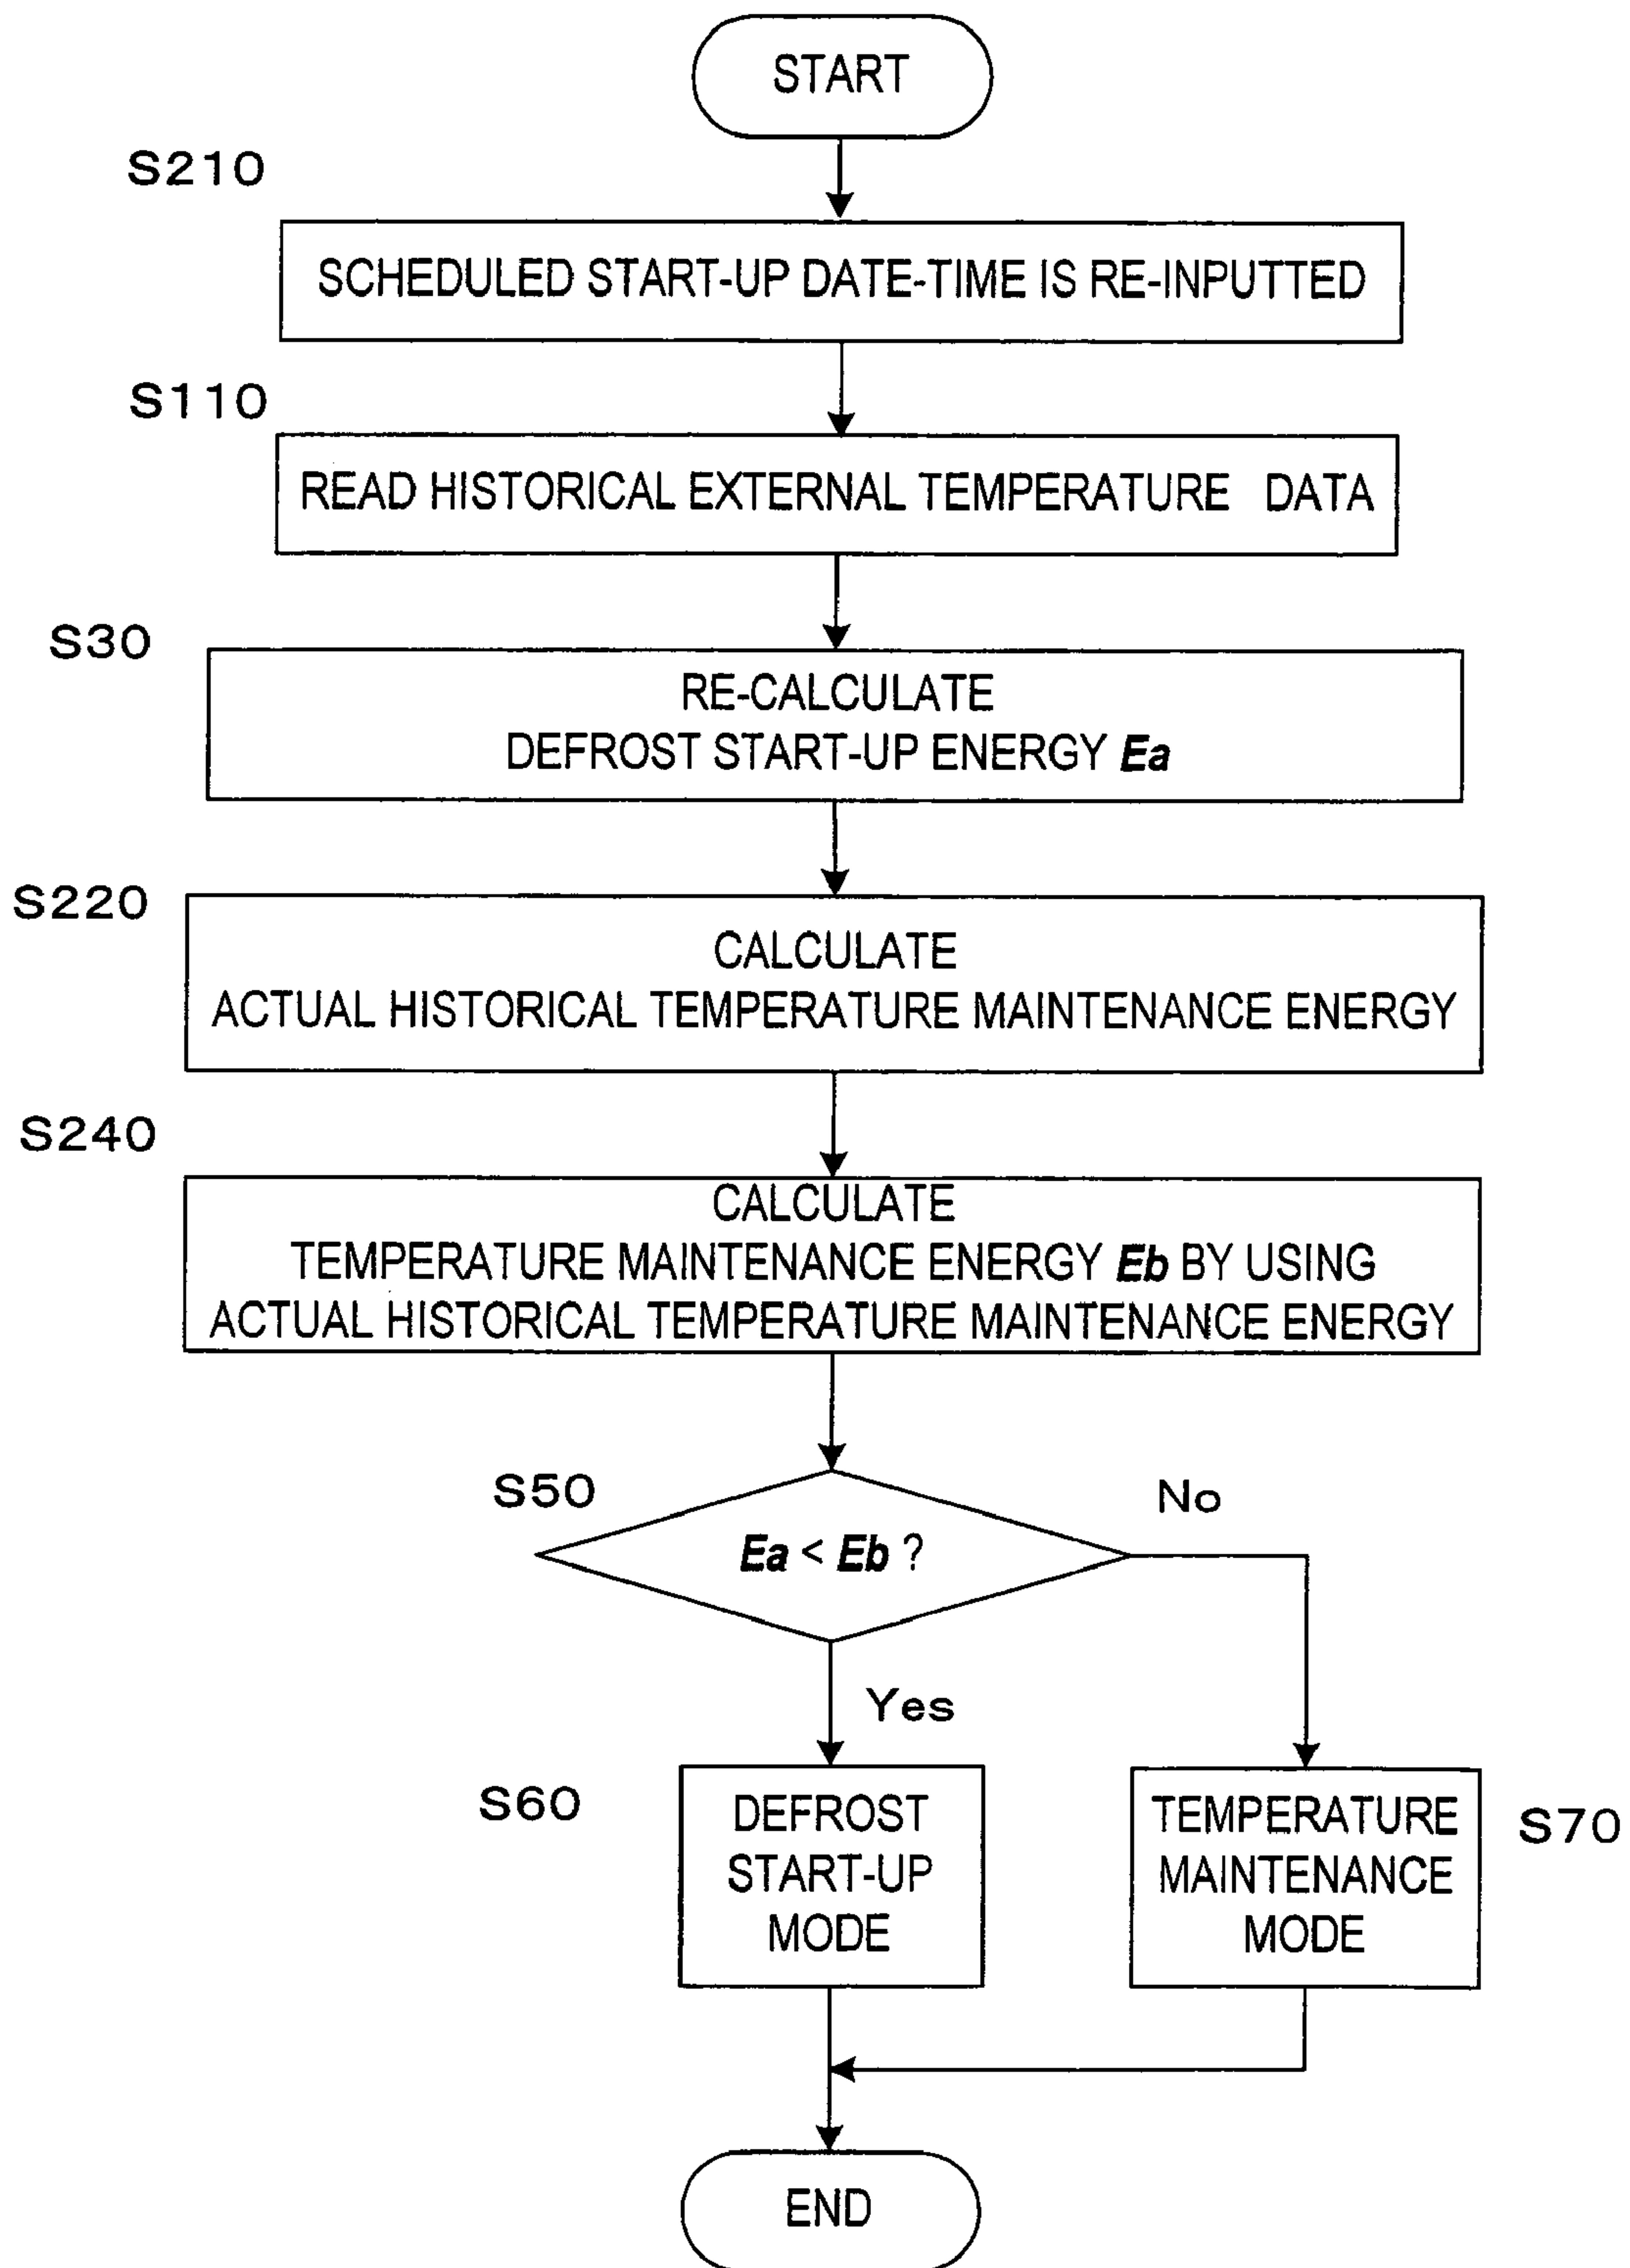 START
S210
SCHEDULED START-UP DATE-TIME IS RE-INPUTTED
S110
READ HISTORICAL EXTERNAL TEMPERATURE DATA
S30
RE-CALCULATE
DEFROST START-UP ENERGY Ea
S220
CALCULATE
ACTUAL HISTORICAL TEMPERATURE MAINTENANCE ENERGY
S240
CALCULATE
TEMPERATURE MAINTENANCE ENERGY Eb BY USING
ACTUAL HISTORICAL TEMPERATURE MAINTENANCE ENERGY
S50
Ea < Eb ?
No
Yes
S60
DEFROST
START-UP
MODE
TEMPERATURE
MAINTENANCE
MODE
S70
END